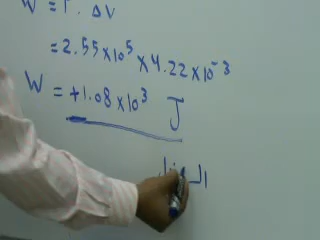 W = P. ΔV
= 2.55×10⁵ × 4.22×10⁻³
W = +1.08×10³ J